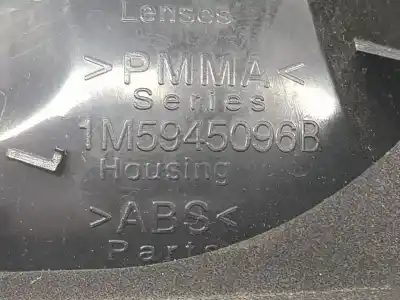 Lenses
>PMMA<
Series
1M5945096B
Housing
>ABS<
Parts